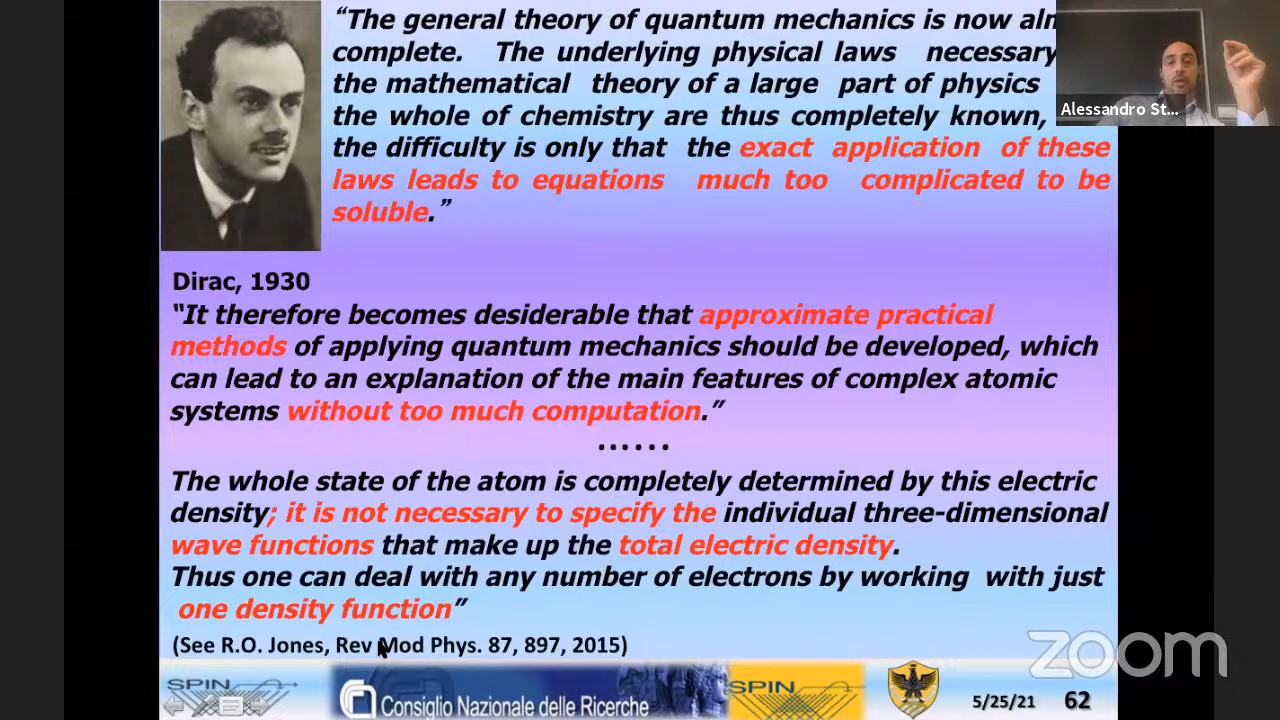 “The general theory of quantum mechanics is now
complete. The underlying physical laws necessary
the mathematical theory of a large part of physics
the whole of chemistry are thus completely known,
the difficulty is only that the exact application of these
laws leads to equations much too complicated to be
soluble.”
Alessandro St...
Dirac, 1930
“It therefore becomes desiderable that approximate practical
methods of applying quantum mechanics should be developed, which
can lead to an explanation of the main features of complex atomic
systems without too much computation.”
......
The whole state of the atom is completely determined by this electric
density; it is not necessary to specify the individual three-dimensional
wave functions that make up the total electric density.
Thus one can deal with any number of electrons by working with just
one density function”
(See R.O. Jones, Rev Mod Phys. 87, 897, 2015)
zoom
SPIN
Consiglio Nazionale delle Ricerche
SPIN
5/25/21
62